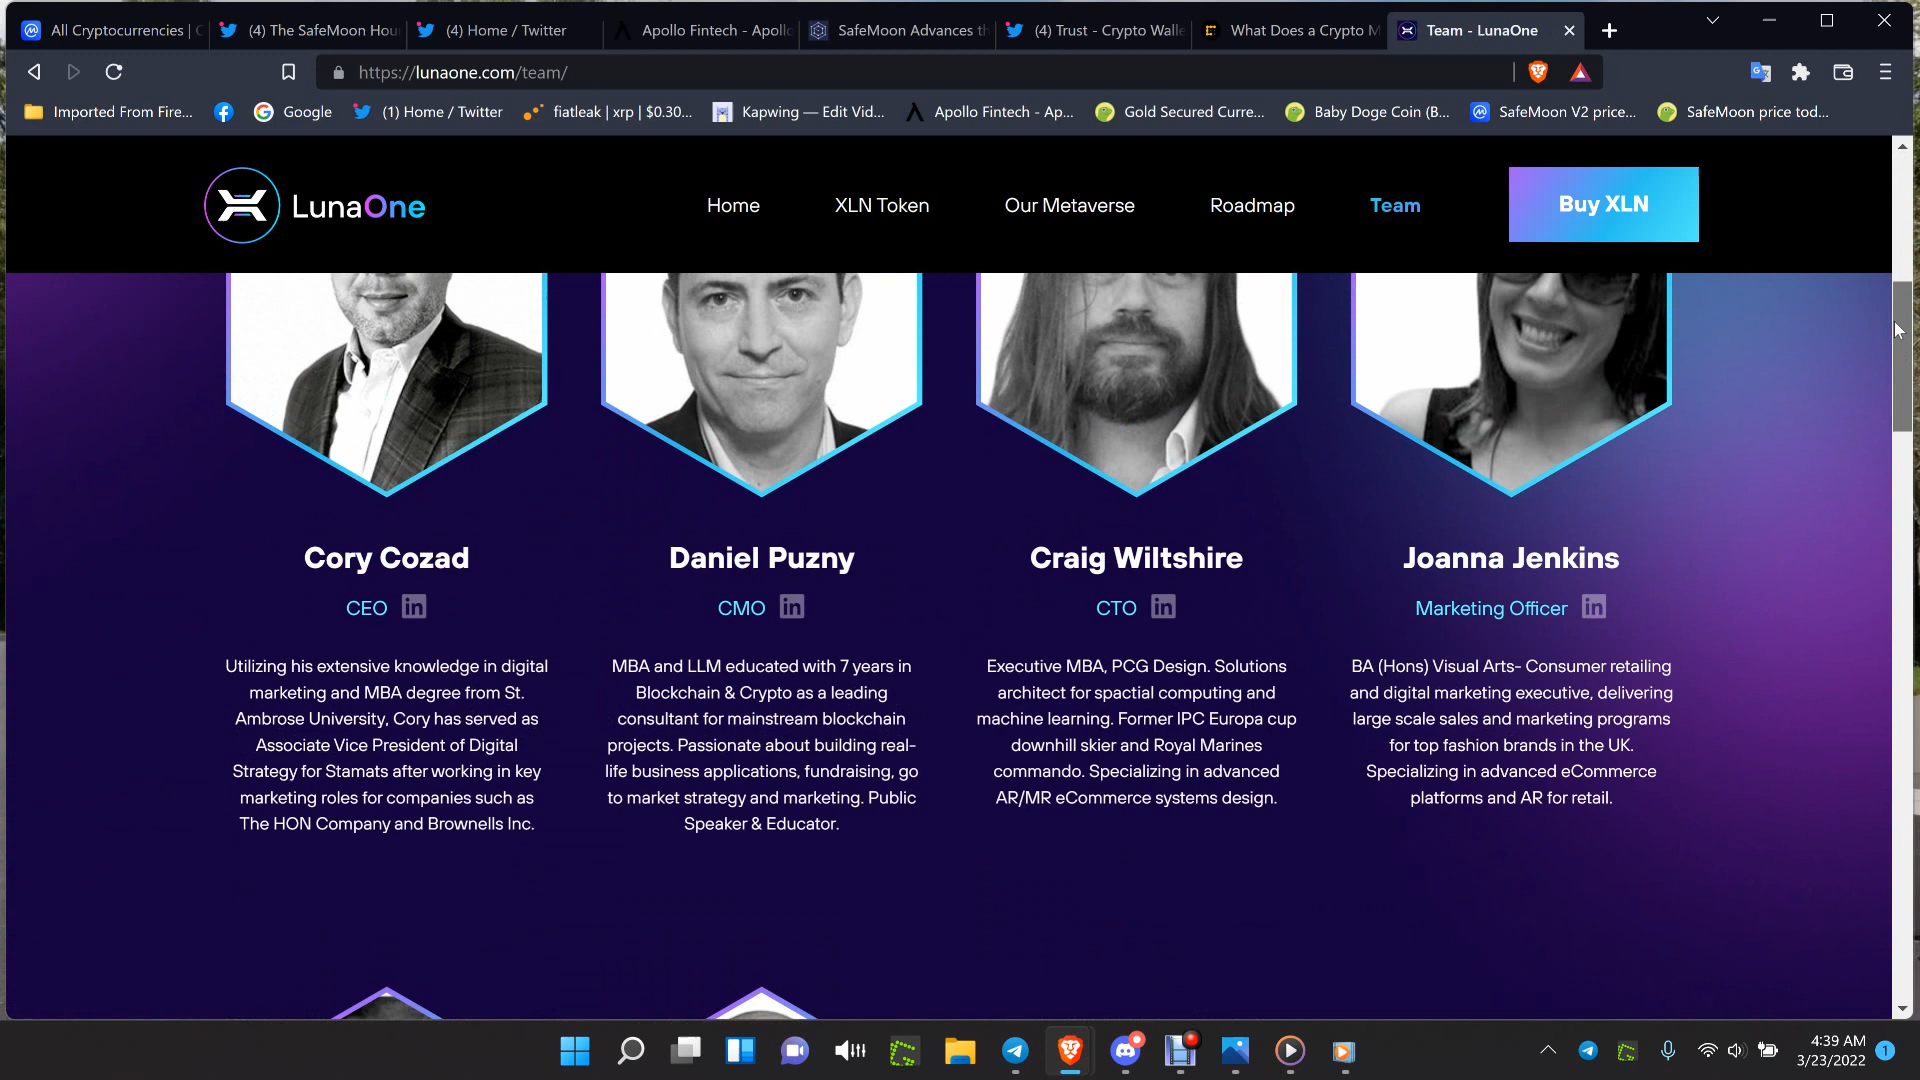 All Cryptocurrencies |
(4) The SafeMoon Hou
(4) Home / Twitter
Apollo Fintech - Apollo
SafeMoon Advances th
(4) Trust - Crypto Walle
What Does a Crypto M
Team - LunaOne
https://lunaone.com/team/
Imported From Fire...
Google
(1) Home / Twitter
fiatleak | xrp | $0.30...
Kapwing — Edit Vid...
Apollo Fintech - Ap...
Gold Secured Curre...
Baby Doge Coin (B...
SafeMoon V2 price...
SafeMoon price tod...
LunaOne
Home
XLN Token
Our Metaverse
Roadmap
Team
Buy XLN
Cory Cozad
CEO in
Utilizing his extensive knowledge in digital
marketing and MBA degree from St.
Ambrose University, Cory has served as
Associate Vice President of Digital
Strategy for Stamats after working in key
marketing roles for companies such as
The HON Company and Brownells Inc.
Daniel Puzny
CMO in
MBA and LLM educated with 7 years in
Blockchain & Crypto as a leading
consultant for mainstream blockchain
projects. Passionate about building real-
life business applications, fundraising, go
to market strategy and marketing. Public
Speaker & Educator.
Craig Wiltshire
CTO in
Executive MBA, PCG Design. Solutions
architect for spactial computing and
machine learning. Former IPC Europa cup
downhill skier and Royal Marines
commando. Specializing in advanced
AR/MR eCommerce systems design.
Joanna Jenkins
Marketing Officer in
BA (Hons) Visual Arts- Consumer retailing
and digital marketing executive, delivering
large scale sales and marketing programs
for top fashion brands in the UK.
Specializing in advanced eCommerce
platforms and AR for retail.
4:39 AM
3/23/2022
1